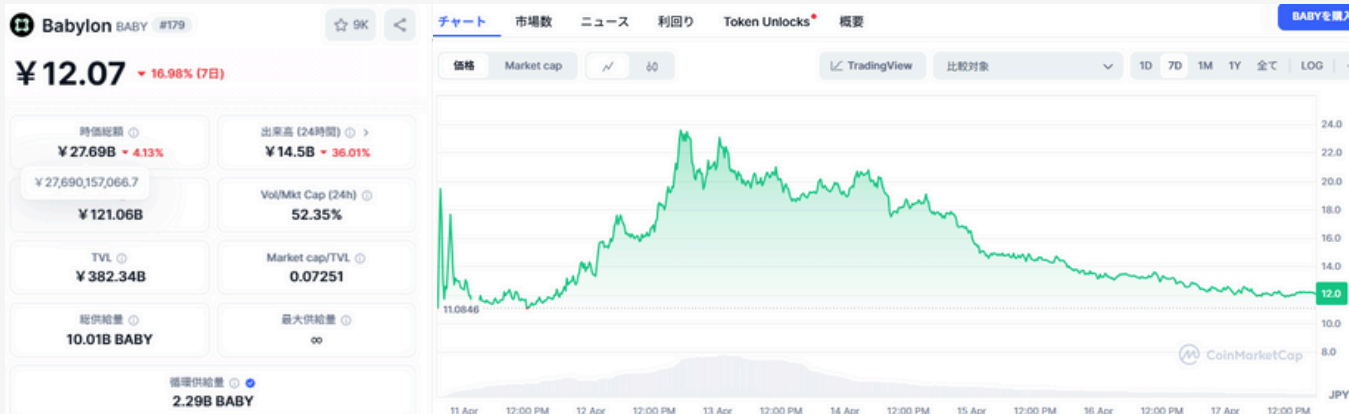 Babylon BABY #179
9K
¥12.07 16.98% (7日)
時価総額
¥27.69B 4.13%
出来高 (24時間)
¥14.5B 36.01%
¥27,690,157,066.7
¥121.06B
Vol/Mkt Cap (24h)
52.35%
TVL
¥382.34B
Market cap/TVL
0.07251
総供給量
10.01B BABY
最大供給量
∞
循環供給量
2.29B BABY
チャート 市場数 ニュース 利回り Token Unlocks 概要
BABYを購入
価格 Market cap
TradingView
比較対象
1D 7D 1M 1Y 全て LOG
24.0
22.0
20.0
18.0
16.0
14.0
12.0
10.0
8.0
11.0846
CoinMarketCap
JPY
11 Apr 12:00 PM 12 Apr 12:00 PM 13 Apr 12:00 PM 14 Apr 12:00 PM 15 Apr 12:00 PM 16 Apr 12:00 PM 17 Apr 12:00 PM